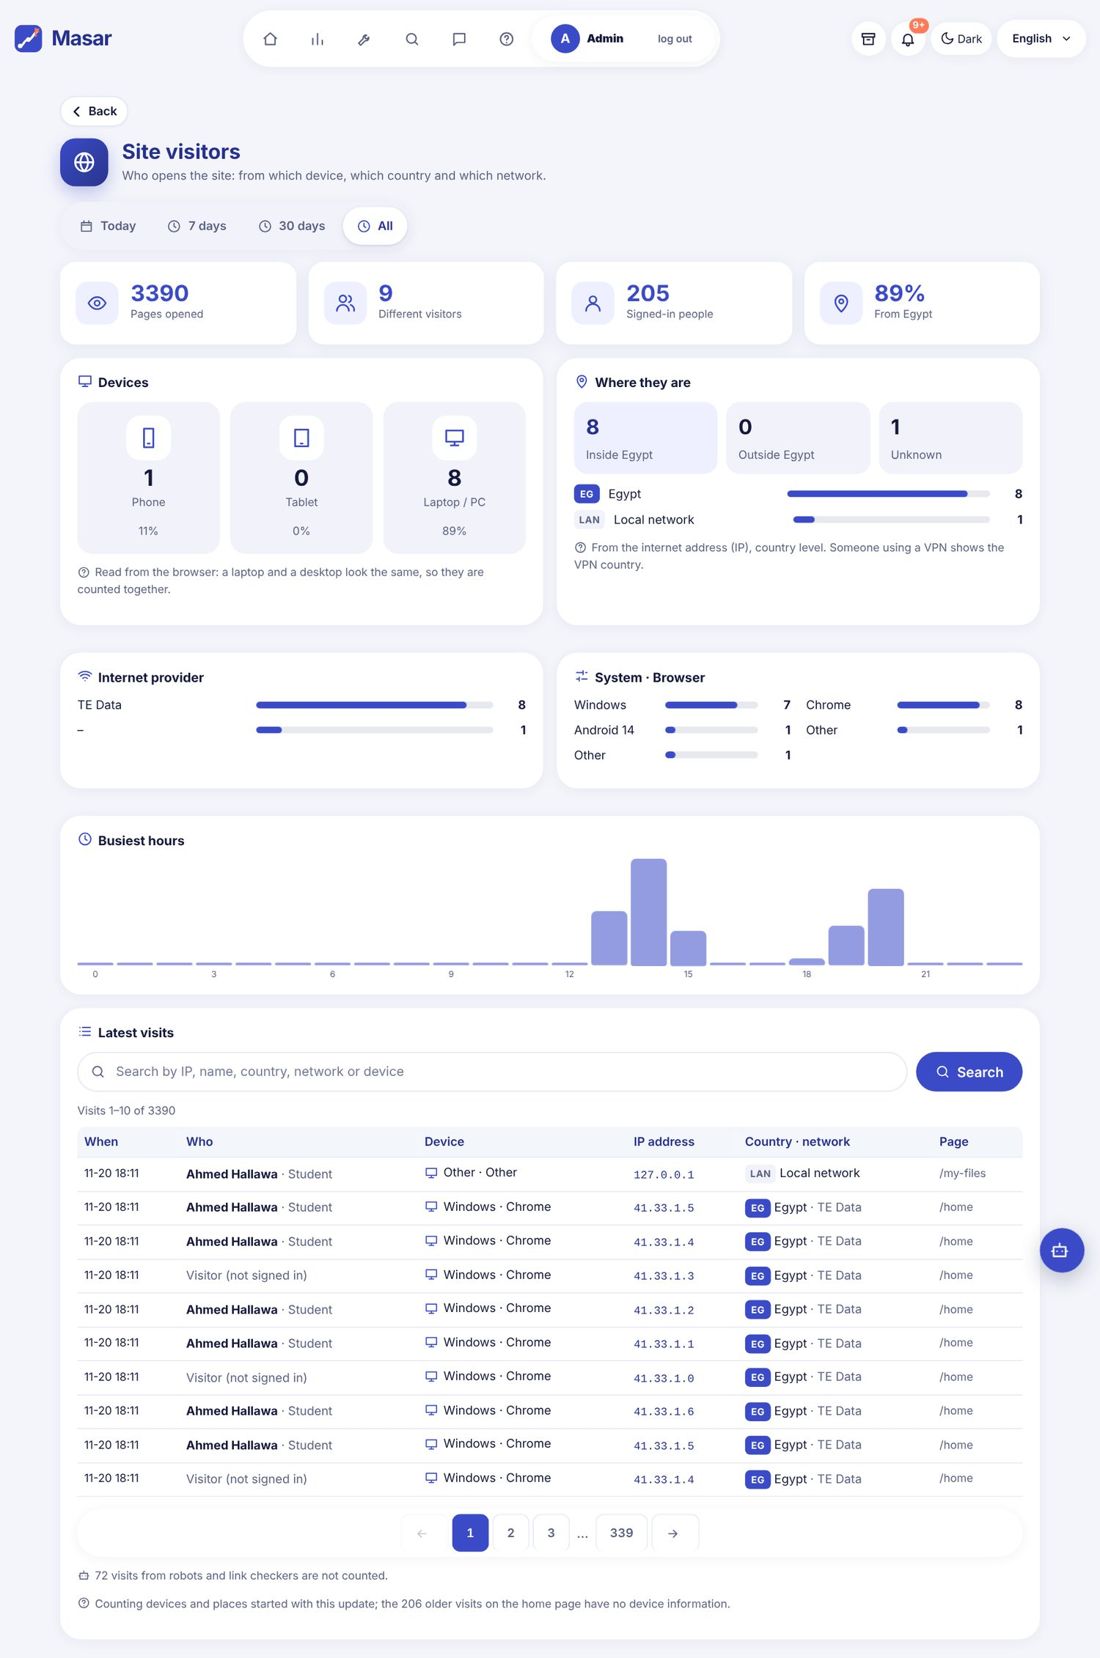 Masar
A Admin log out
9+
Dark
English
Back
Site visitors
Who opens the site: from which device, which country and which network.
Today 7 days 30 days All
3390
Pages opened
9
Different visitors
205
Signed-in people
89%
From Egypt
Devices
1
Phone
11%
0
Tablet
0%
8
Laptop / PC
89%
Read from the browser: a laptop and a desktop look the same, so they are
counted together.
Where they are
8
Inside Egypt
0
Outside Egypt
1
Unknown
EG Egypt 8
LAN Local network 1
From the internet address (IP), country level. Someone using a VPN shows the
VPN country.
Internet provider
TE Data 8
– 1
System · Browser
Windows 7 Chrome 8
Android 14 1 Other 1
Other 1
Busiest hours
0 3 6 9 12 15 18 21
Latest visits
Search by IP, name, country, network or device
Search
Visits 1–10 of 3390
When Who Device IP address Country · network Page
11-20 18:11 Ahmed Hallawa · Student Other · Other 127.0.0.1 LAN Local network /my-files
11-20 18:11 Ahmed Hallawa · Student Windows · Chrome 41.33.1.5 EG Egypt · TE Data /home
11-20 18:11 Ahmed Hallawa · Student Windows · Chrome 41.33.1.4 EG Egypt · TE Data /home
11-20 18:11 Visitor (not signed in) Windows · Chrome 41.33.1.3 EG Egypt · TE Data /home
11-20 18:11 Ahmed Hallawa · Student Windows · Chrome 41.33.1.2 EG Egypt · TE Data /home
11-20 18:11 Ahmed Hallawa · Student Windows · Chrome 41.33.1.1 EG Egypt · TE Data /home
11-20 18:11 Visitor (not signed in) Windows · Chrome 41.33.1.0 EG Egypt · TE Data /home
11-20 18:11 Ahmed Hallawa · Student Windows · Chrome 41.33.1.6 EG Egypt · TE Data /home
11-20 18:11 Ahmed Hallawa · Student Windows · Chrome 41.33.1.5 EG Egypt · TE Data /home
11-20 18:11 Visitor (not signed in) Windows · Chrome 41.33.1.4 EG Egypt · TE Data /home
← 1 2 3 … 339 →
72 visits from robots and link checkers are not counted.
Counting devices and places started with this update; the 206 older visits on the home page have no device information.